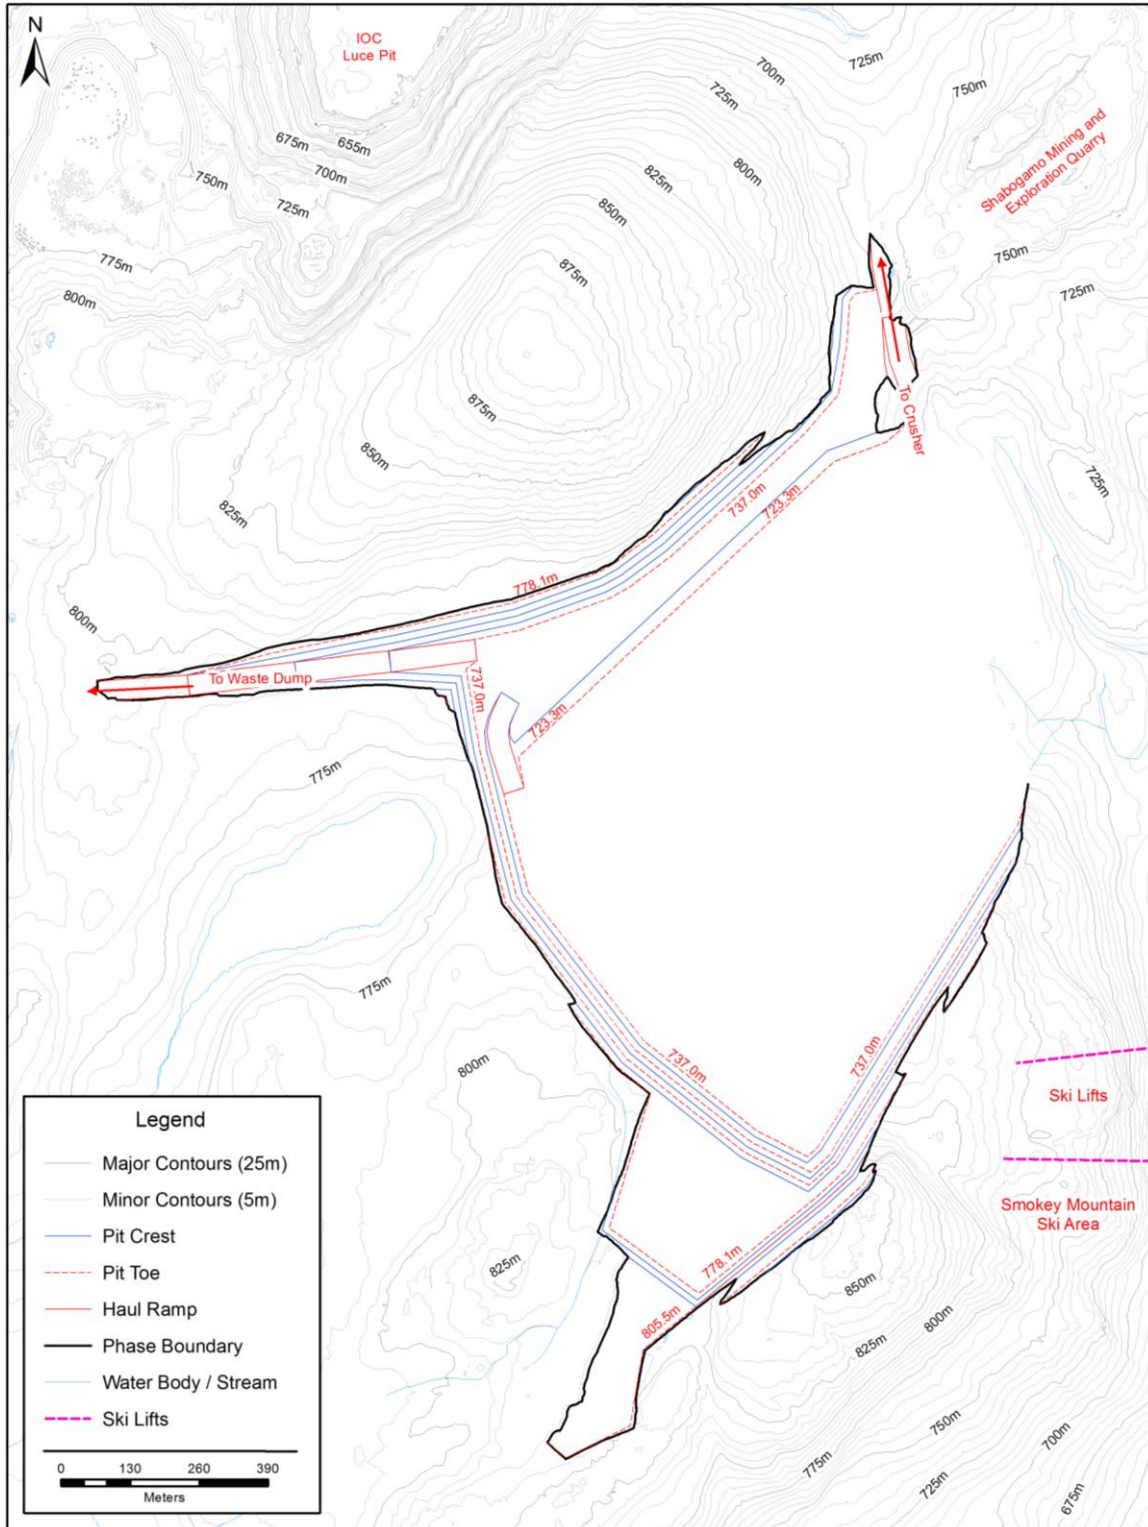 N
IOC
Luce Pit
725m
700m
750m
725m
Shabogamo Mining and
Exploration Quarry
675m
655m
700m
800m
825m
750m
725m
850m
750m
775m
875m
725m
800m
875m
To Crusher
850m
725m
825m
737.0m
723.3m
778.1m
800m
To Waste Dump
737.0m
723.3m
775m
775m
737.0m
737.0m
800m
Ski Lifts
Smokey Mountain
Ski Area
825m
778.1m
850m
800m
805.5m
825m
750m
700m
775m
725m
675m
Legend
Major Contours (25m)
Minor Contours (5m)
Pit Crest
Pit Toe
Haul Ramp
Phase Boundary
Water Body / Stream
Ski Lifts
0 130 260 390
Meters